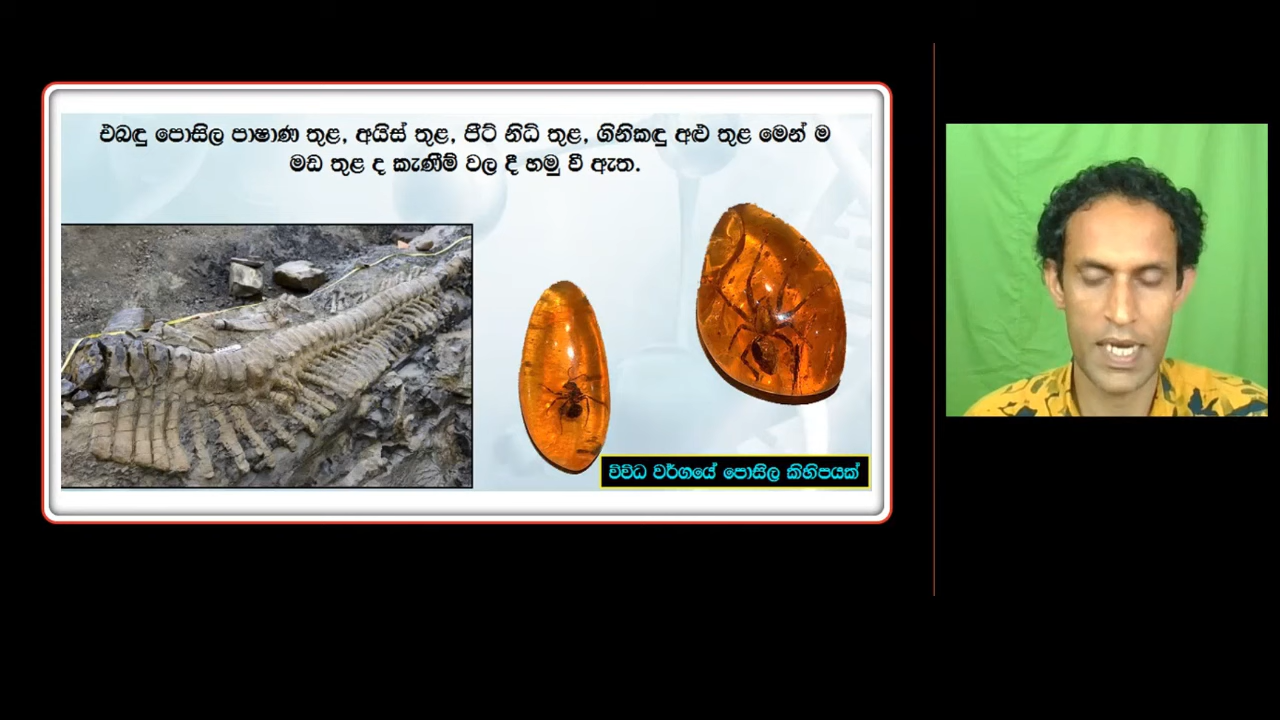 එබඳු පොසිල පාෂාණ තුළ, අයිස් තුළ, පීට් නිධි තුළ, ගිනිකඳු අළු තුළ මෙන් ම
මඩ තුළ ද කැණීම් වල දී හමු වී ඇත.
විවිධ වර්ගයේ පොසිල කිහිපයක්